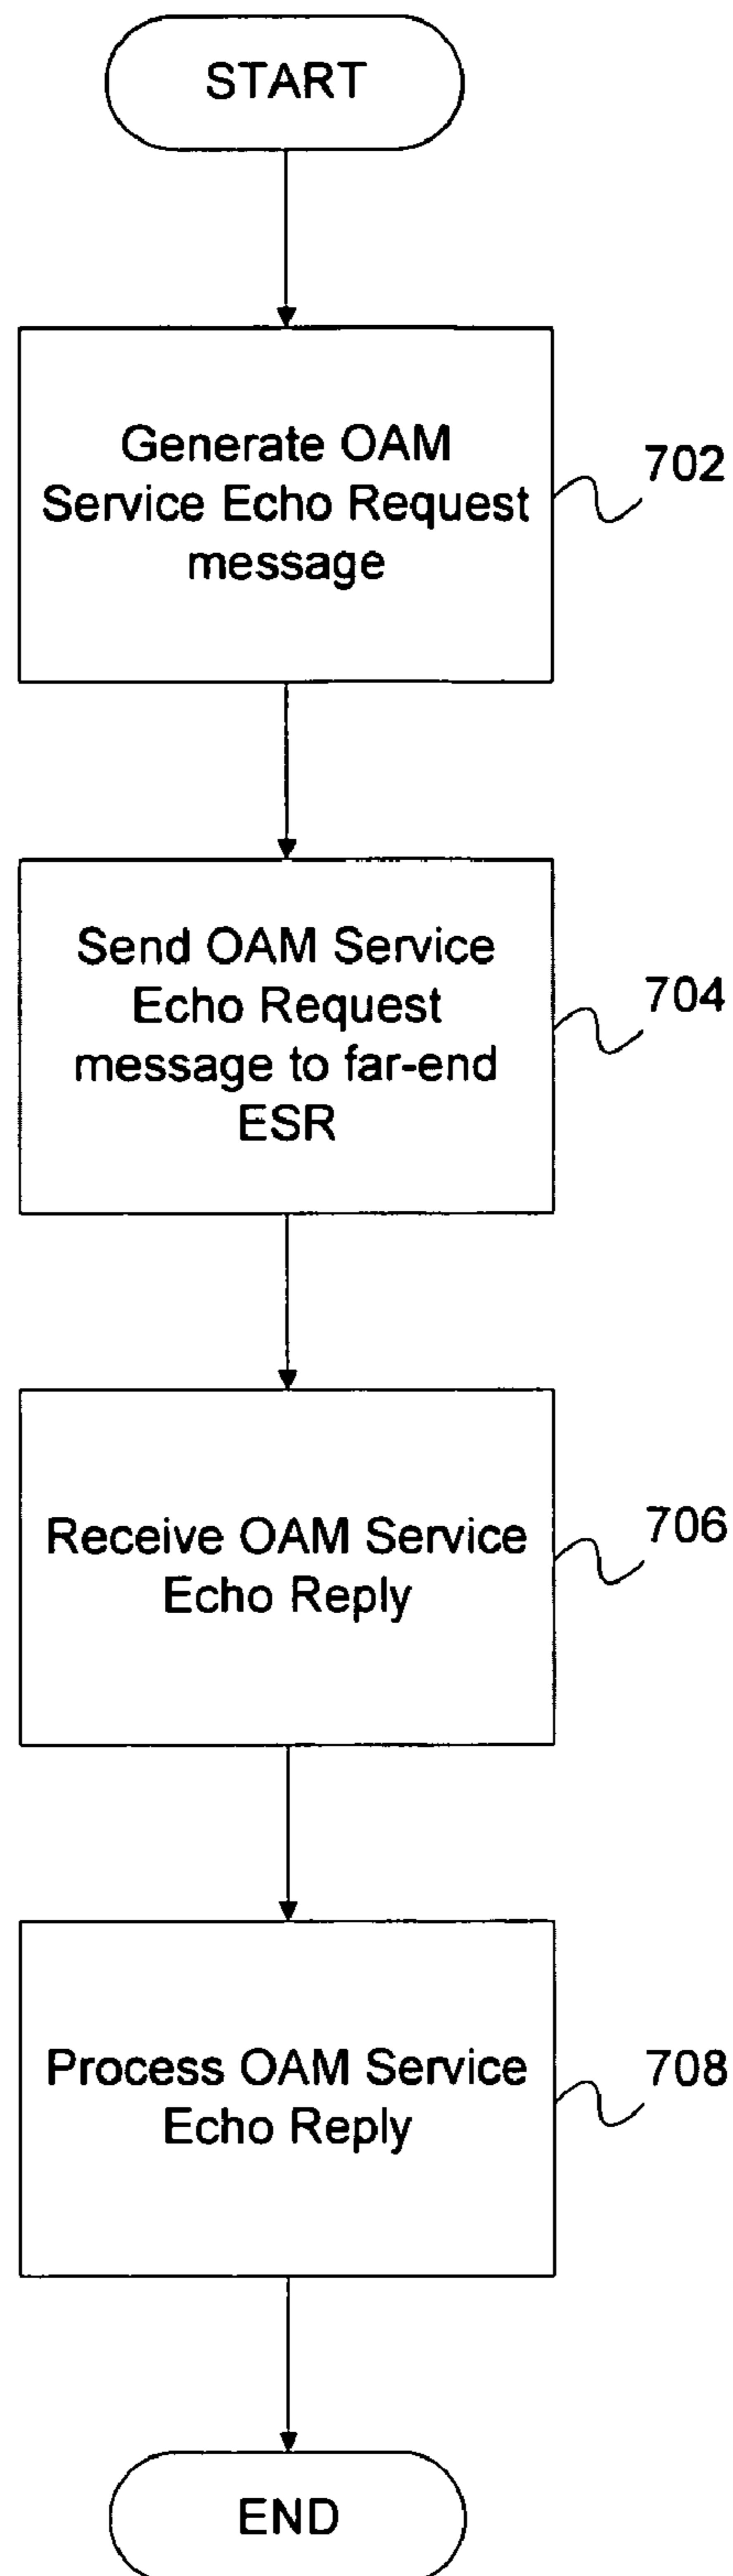 START
Generate OAM
Service Echo Request
message
702
Send OAM Service
Echo Request
message to far-end
ESR
704
Receive OAM Service
Echo Reply
706
Process OAM Service
Echo Reply
708
END